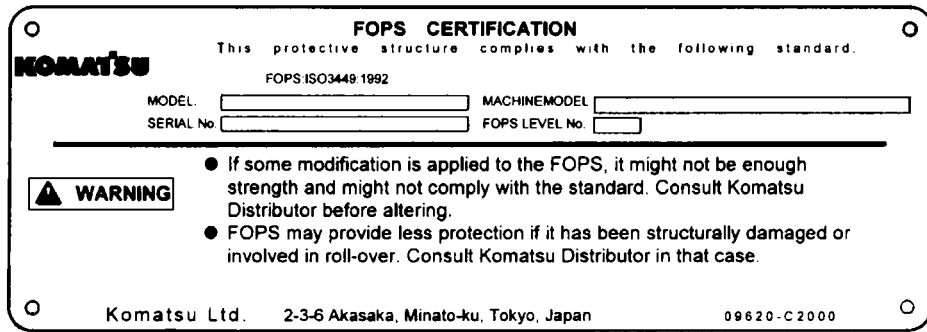 FOPS CERTIFICATION
This protective structure complies with the following standard.
KOMATSU
FOPS:ISO3449:1992
MODEL. MACHINEMODEL
SERIAL No. FOPS LEVEL No.
WARNING
● If some modification is applied to the FOPS, it might not be enough
strength and might not comply with the standard. Consult Komatsu
Distributor before altering.
● FOPS may provide less protection if it has been structurally damaged or
involved in roll-over. Consult Komatsu Distributor in that case.
Komatsu Ltd. 2-3-6 Akasaka, Minato-ku, Tokyo, Japan 09620-C2000